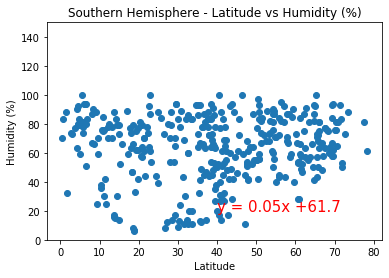 Southern Hemisphere - Latitude vs Humidity (%)
140
120
100
80
60
40
20
0
Humidity (%)
y = 0.05x +61.7
0 10 20 30 40 50 60 70 80
Latitude